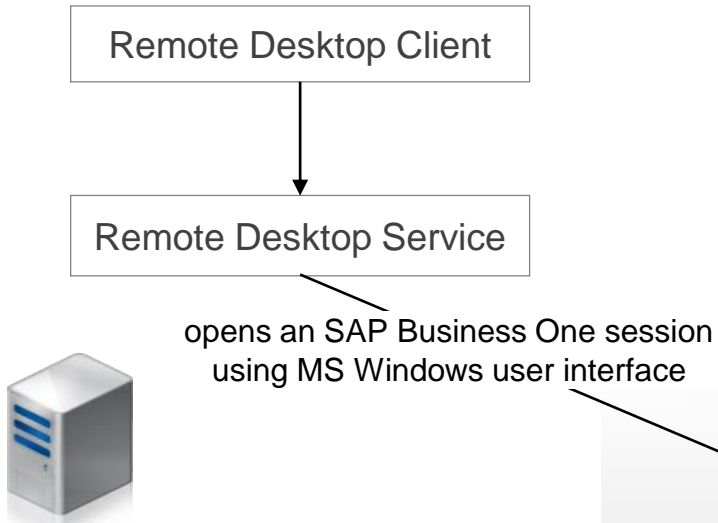 Remote Desktop Client
Remote Desktop Service
opens an SAP Business One session
using MS Windows user interface